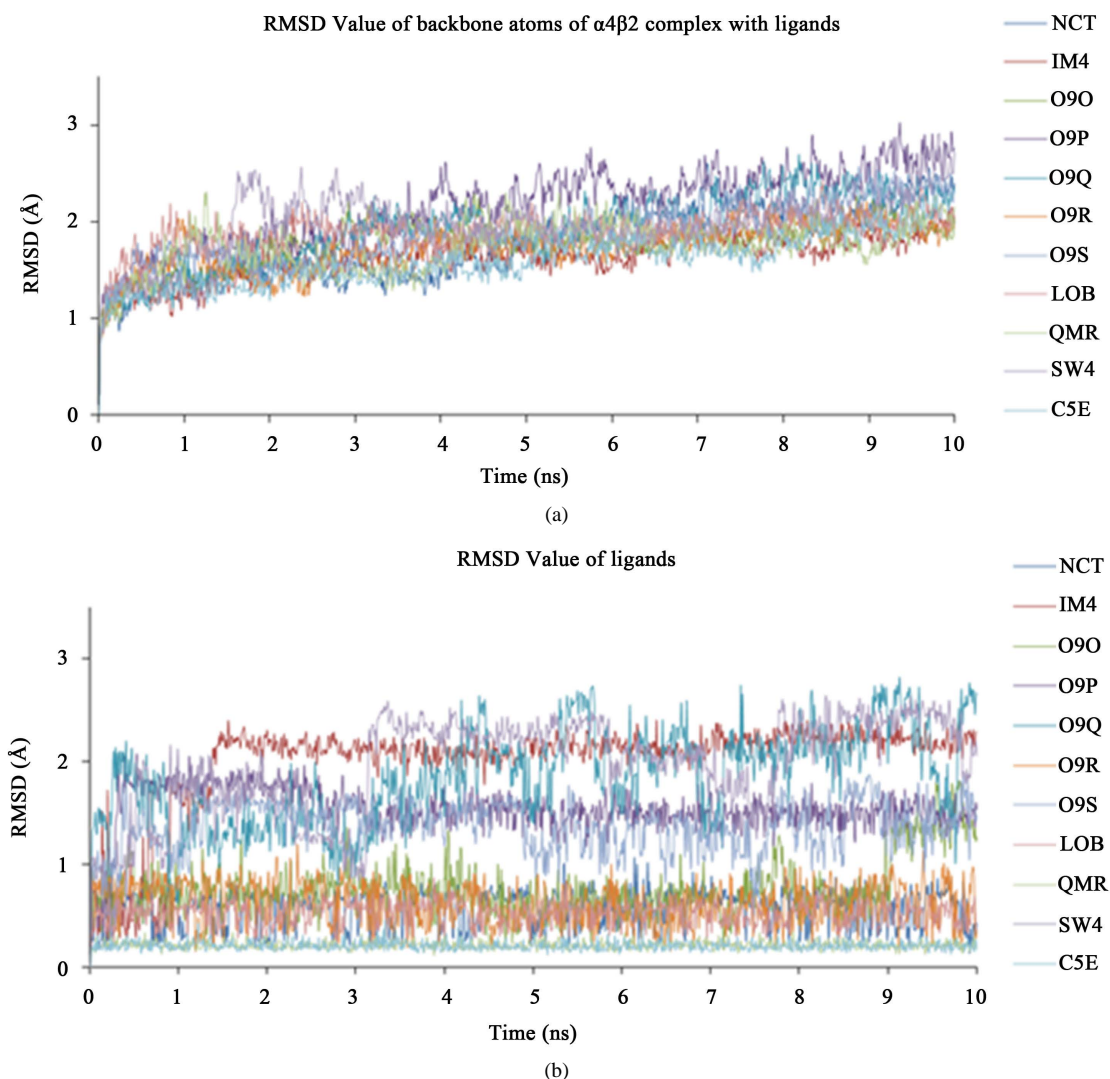 RMSD Value of backbone atoms of α4β2 complex with ligands
RMSD (Å)
3
2
1
0
0 1 2 3 4 5 6 7 8 9 10
Time (ns)
NCT
IM4
O9O
O9P
O9Q
O9R
O9S
LOB
QMR
SW4
C5E
(a)
RMSD Value of ligands
RMSD (Å)
3
2
1
0
0 1 2 3 4 5 6 7 8 9 10
Time (ns)
NCT
IM4
O9O
O9P
O9Q
O9R
O9S
LOB
QMR
SW4
C5E
(b)